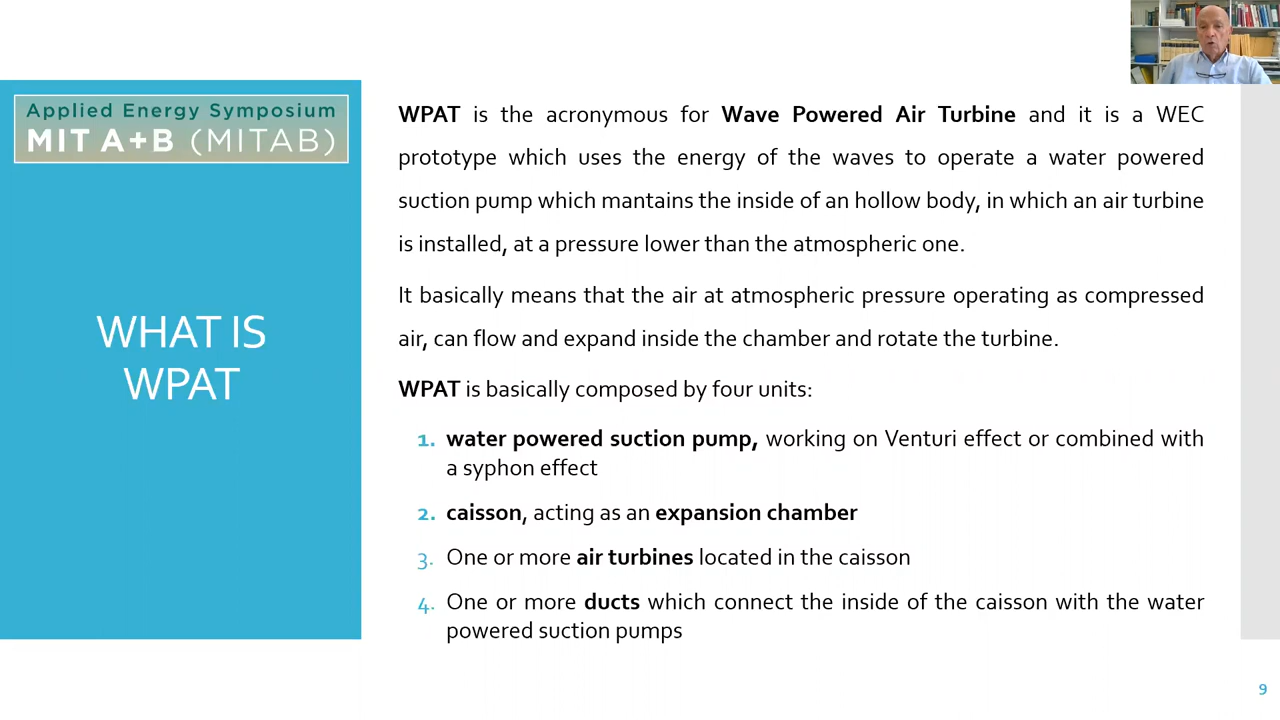 Applied Energy Symposium
MIT A+B (MITAB)
WHAT IS
WPAT
WPAT is the acronymous for Wave Powered Air Turbine and it is a WEC
prototype which uses the energy of the waves to operate a water powered
suction pump which mantains the inside of an hollow body, in which an air turbine
is installed, at a pressure lower than the atmospheric one.
It basically means that the air at atmospheric pressure operating as compressed
air, can flow and expand inside the chamber and rotate the turbine.
WPAT is basically composed by four units:
1. water powered suction pump, working on Venturi effect or combined with
a syphon effect
2. caisson, acting as an expansion chamber
3. One or more air turbines located in the caisson
4. One or more ducts which connect the inside of the caisson with the water
powered suction pumps
9